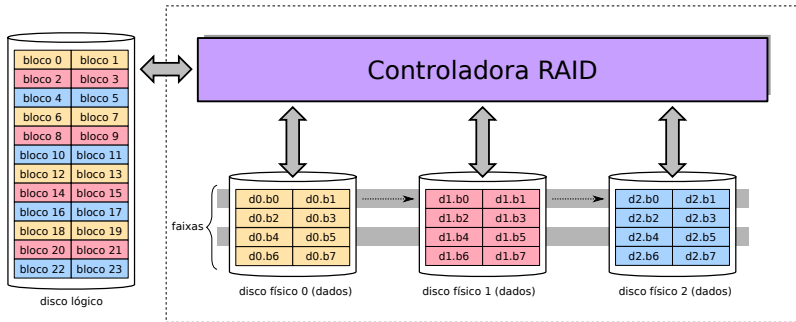 Controladora RAID
bloco 0 bloco 1
bloco 2 bloco 3
bloco 4 bloco 5
bloco 6 bloco 7
bloco 8 bloco 9
bloco 10 bloco 11
bloco 12 bloco 13
bloco 14 bloco 15
bloco 16 bloco 17
bloco 18 bloco 19
bloco 20 bloco 21
bloco 22 bloco 23
disco lógico
faixas
d0.b0 d0.b1
d0.b2 d0.b3
d0.b4 d0.b5
d0.b6 d0.b7
disco físico 0 (dados)
d1.b0 d1.b1
d1.b2 d1.b3
d1.b4 d1.b5
d1.b6 d1.b7
disco físico 1 (dados)
d2.b0 d2.b1
d2.b2 d2.b3
d2.b4 d2.b5
d2.b6 d2.b7
disco físico 2 (dados)